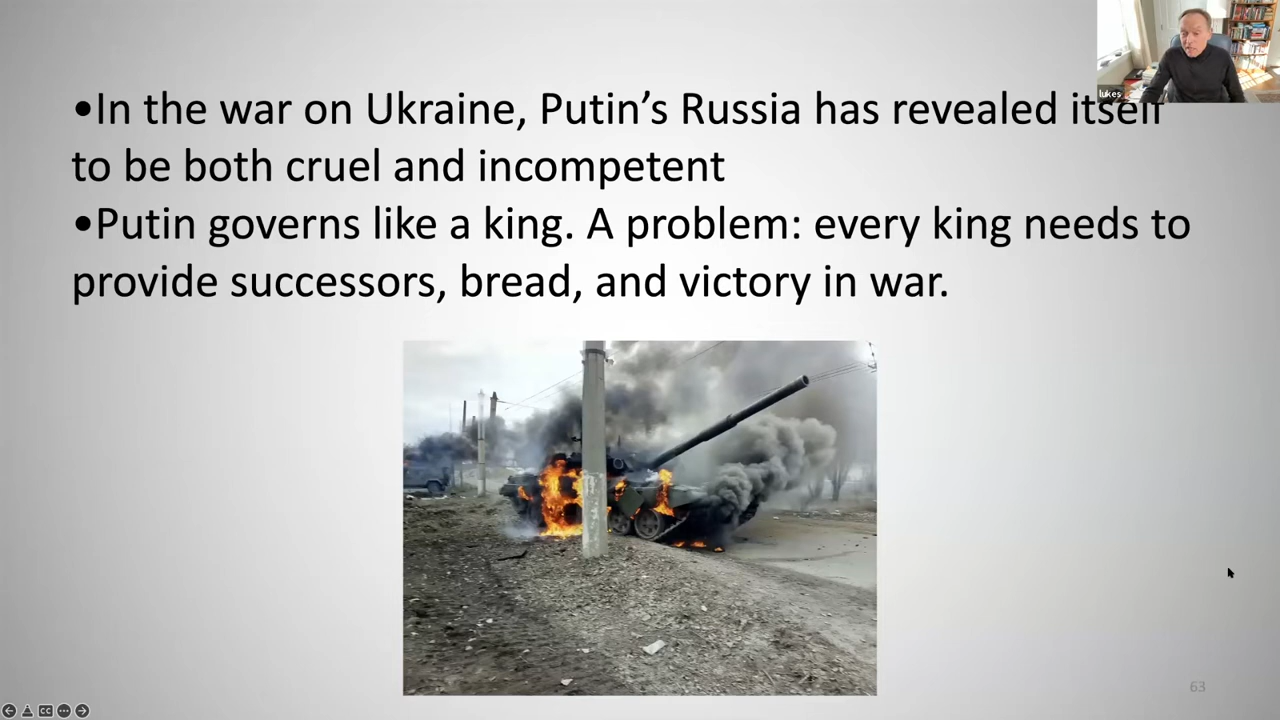 lukes
•In the war on Ukraine, Putin’s Russia has revealed itself
to be both cruel and incompetent
•Putin governs like a king. A problem: every king needs to
provide successors, bread, and victory in war.
63
CC